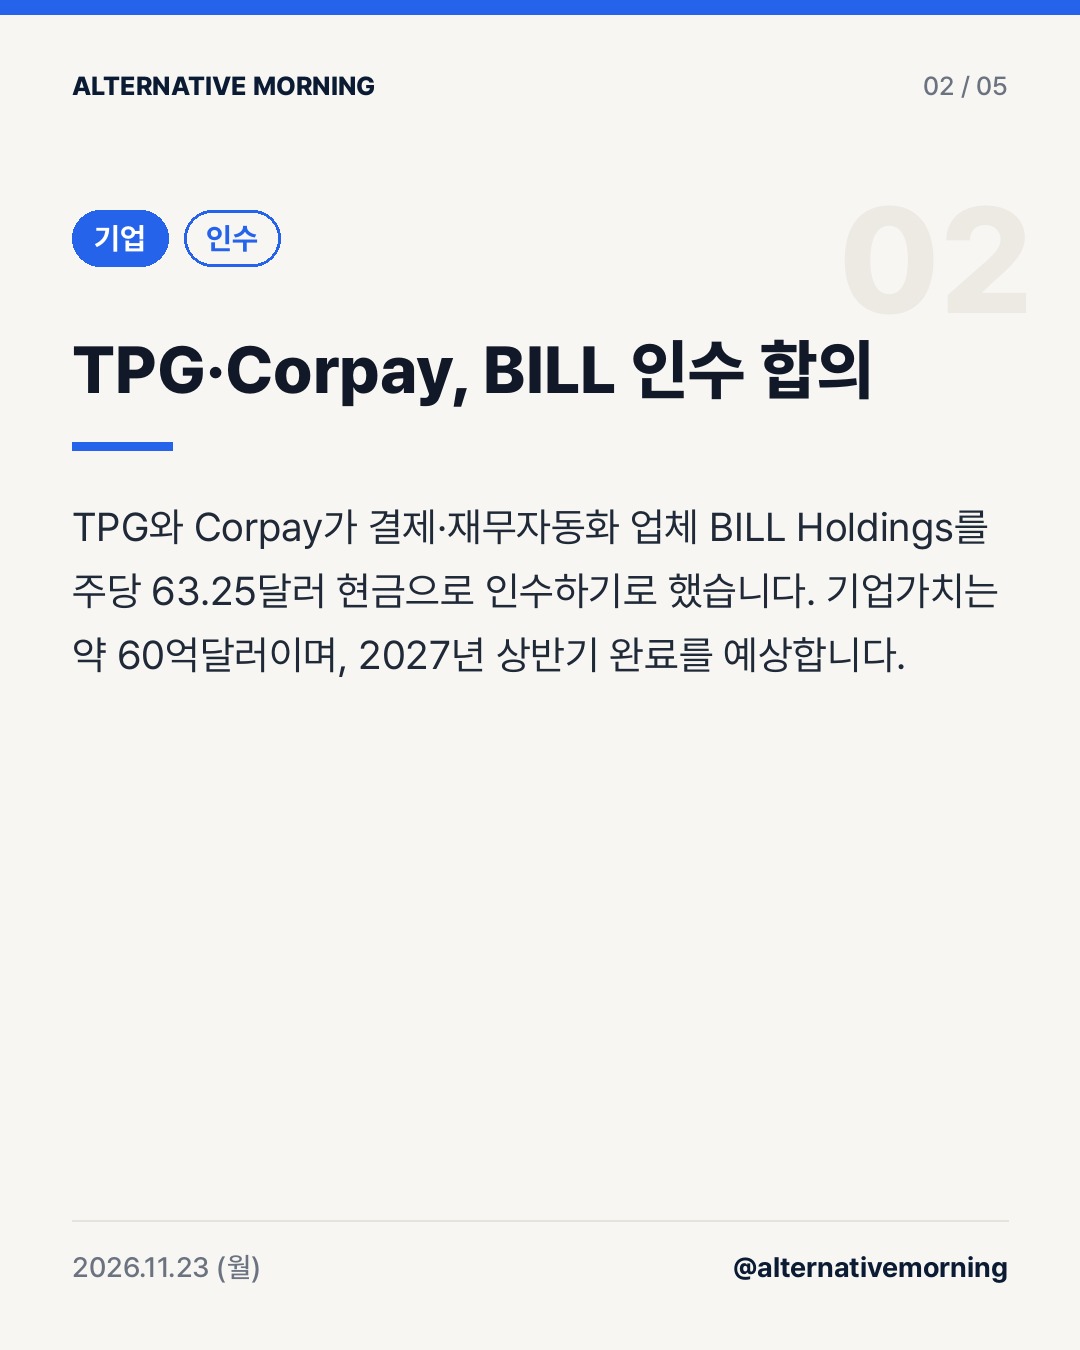 ALTERNATIVE MORNING
02 / 05
기업
인수
02
TPG·Corpay, BILL 인수 합의
TPG와 Corpay가 결제·재무자동화 업체 BILL Holdings를
주당 63.25달러 현금으로 인수하기로 했습니다. 기업가치는
약 60억달러이며, 2027년 상반기 완료를 예상합니다.
2026.11.23 (월)
@alternativemorning